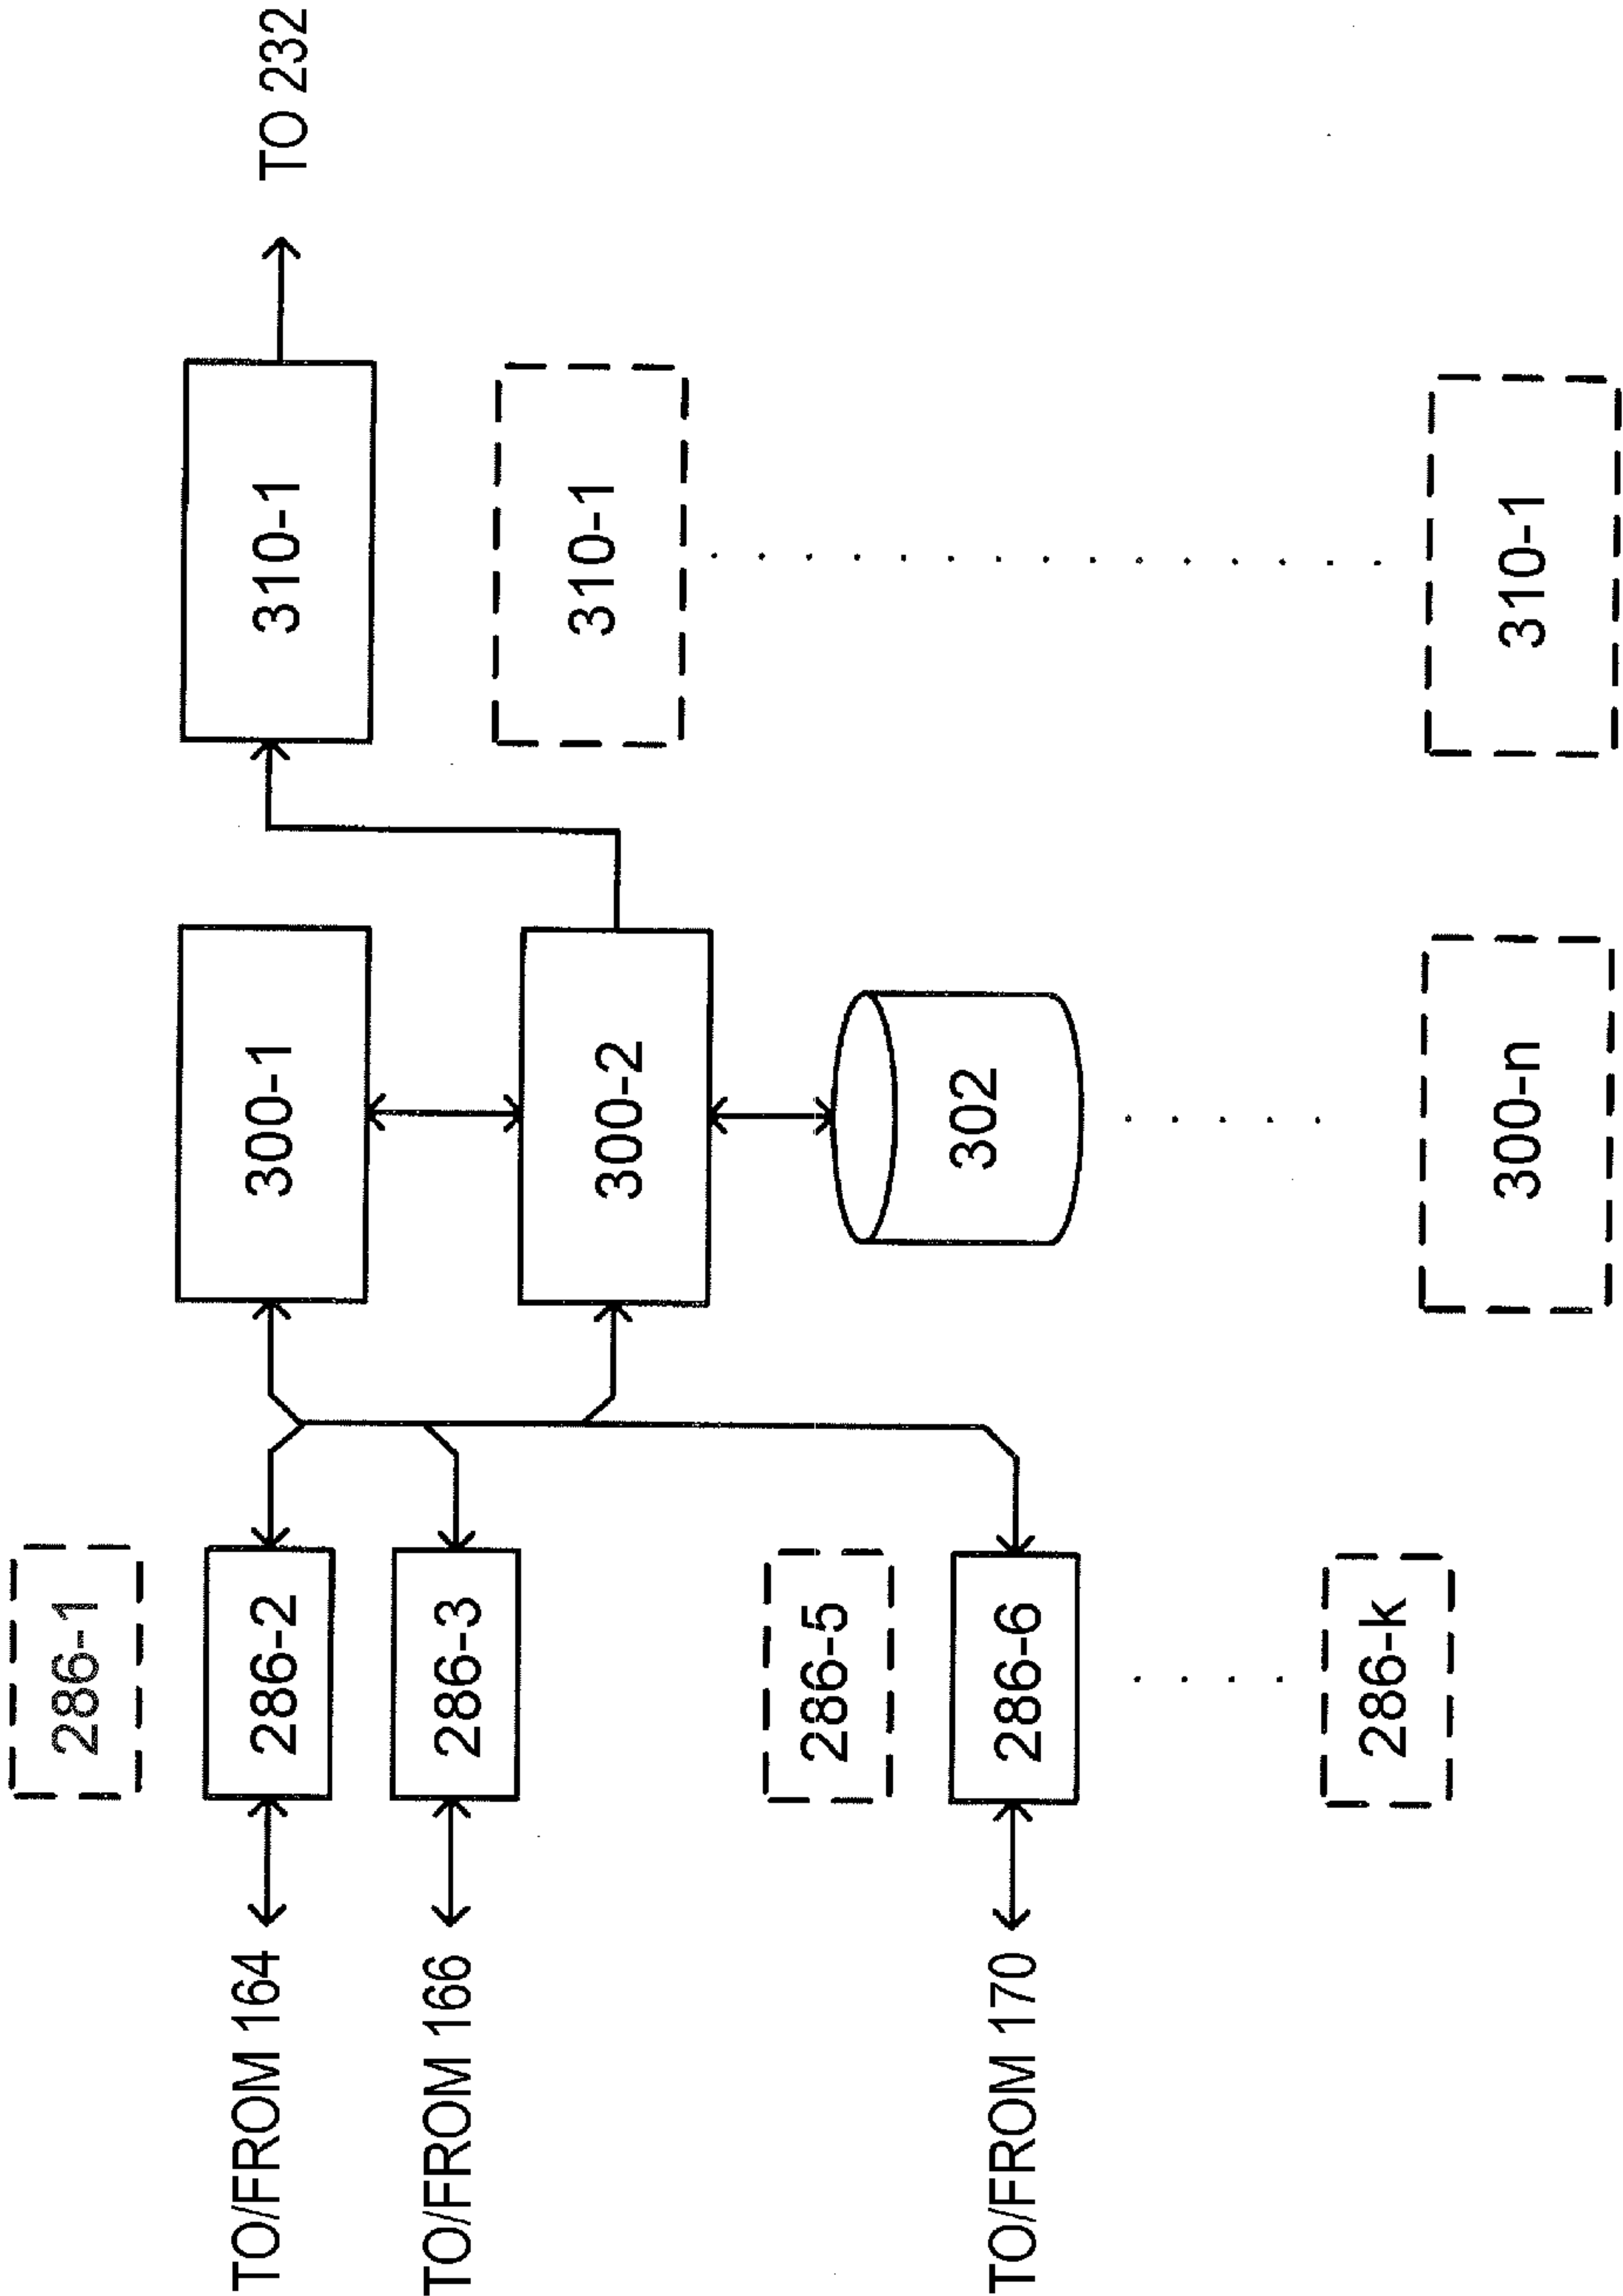 286-1
TO/FROM 164
286-2
300-1
310-1
TO 232
TO/FROM 166
286-3
300-2
310-1
286-5
302
TO/FROM 170
286-6
286-k
300-n
310-1